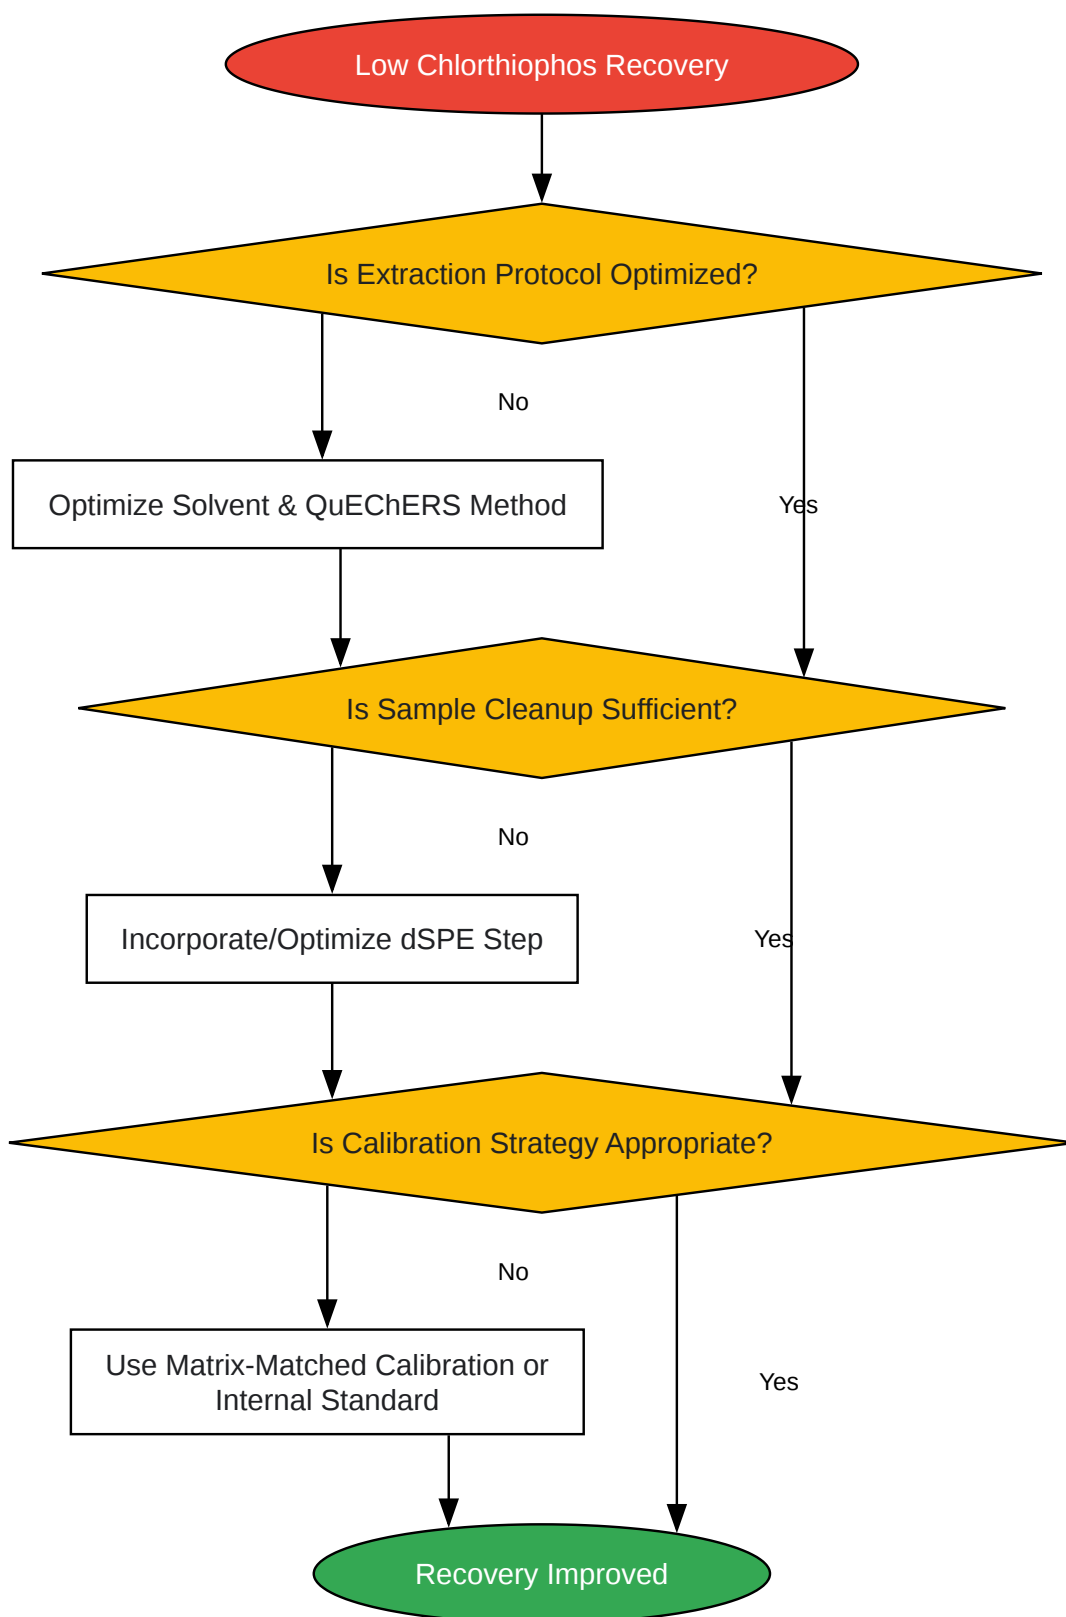 Low Chlorthiophos Recovery
Is Extraction Protocol Optimized?
No
Optimize Solvent & QuEChERS Method
Yes
Is Sample Cleanup Sufficient?
No
Incorporate/Optimize dSPE Step
Yes
Is Calibration Strategy Appropriate?
No
Use Matrix-Matched Calibration or
Internal Standard
Yes
Recovery Improved